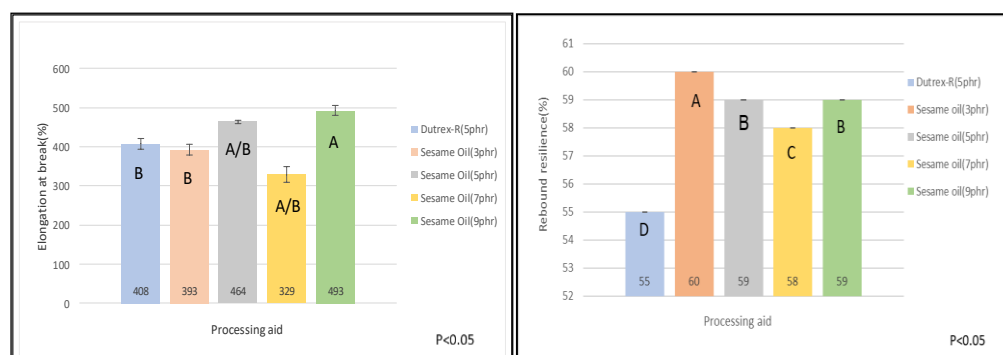 600
500
400
300
200
100
0
Elongation at break(%)
B
B
A/B
A/B
A
408
393
464
329
493
Processing aid
P<0.05
Dutrex-R(5phr)
Sesame Oil(3phr)
Sesame Oil(5phr)
Sesame Oil(7phr)
Sesame Oil(9phr)
61
60
59
58
57
56
55
54
53
52
Rebound resilience(%)
D
A
B
C
B
55
60
59
58
59
Processing aid
P<0.05
Dutrex-R(5phr)
Sesame oil(3phr)
Sesame oil(5phr)
Sesame oil(7phr)
Sesame oil(9phr)